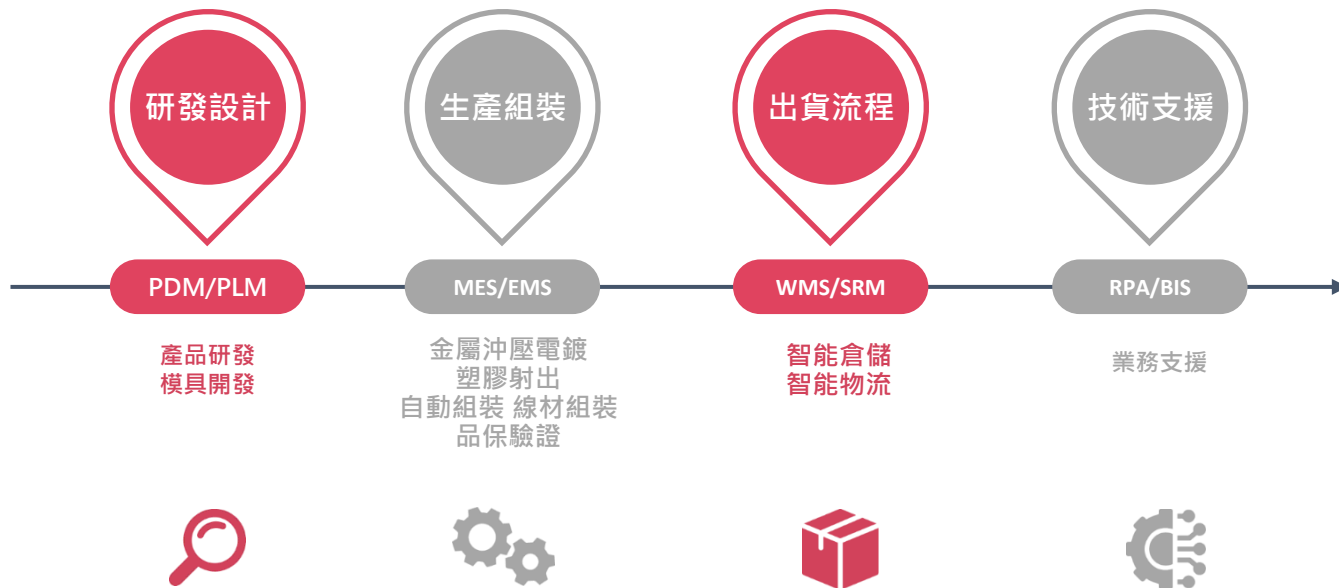 研發設計
生產組裝
出貨流程
技術支援
PDM/PLM
MES/EMS
WMS/SRM
RPA/BIS
產品研發
模具開發
金屬沖壓電鍍
塑膠射出
自動組裝 線材組裝
品保驗證
智能倉儲
智能物流
業務支援